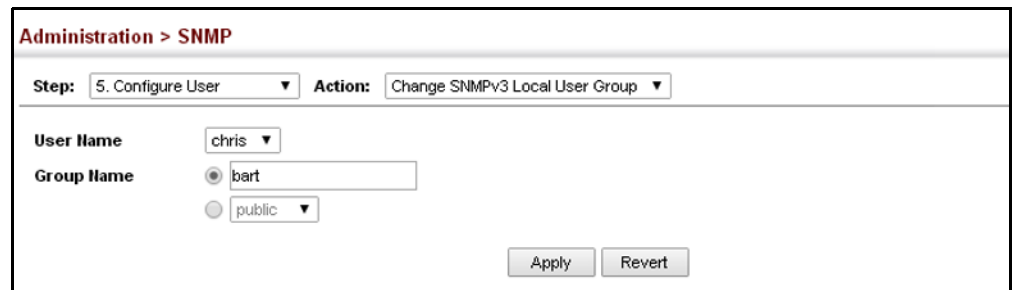 Administration > SNMP
Step: 5. Configure User Action: Change SNMPv3 Local User Group
User Name chris
Group Name bart
public
Apply Revert